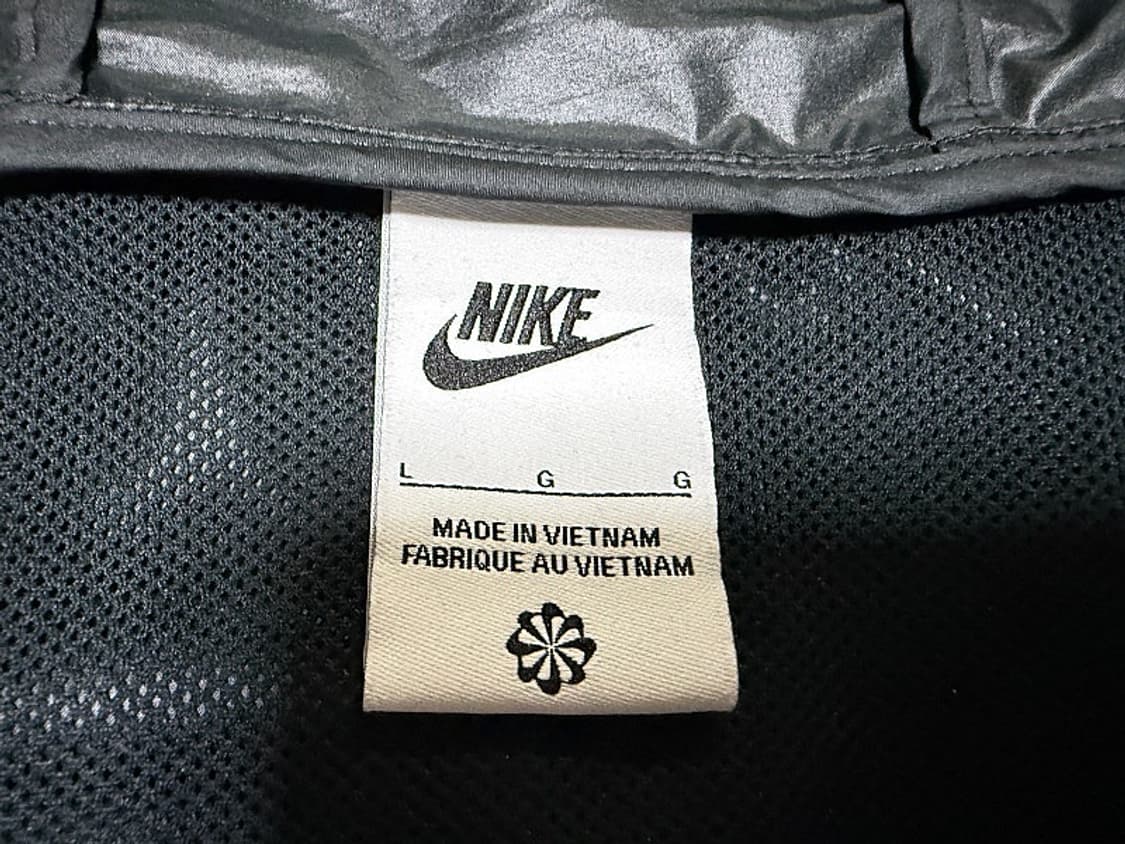 NIKE
L G G
MADE IN VIETNAM
FABRIQUE AU VIETNAM